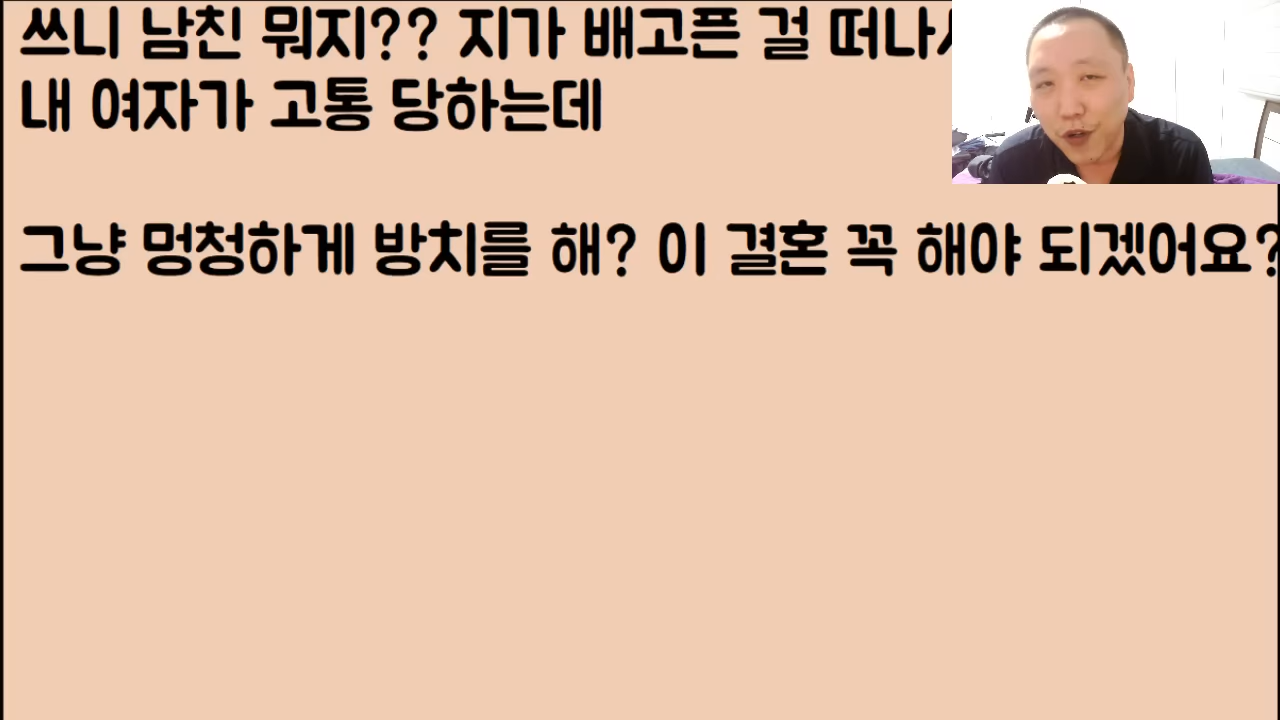 쓰니 남친 뭐지?? 지가 배고픈 걸 떠나
내 여자가 고통 당하는데
그냥 멍청하게 방치를 해? 이 결혼 꼭 해야 되겠어요?